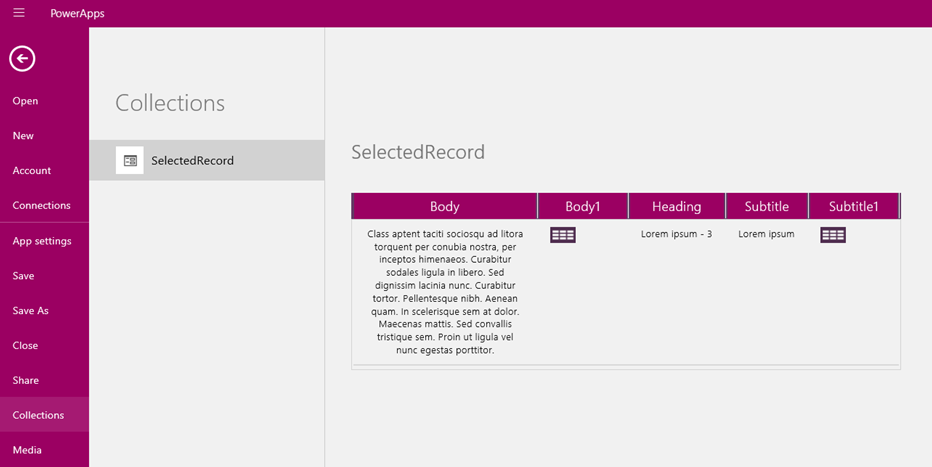 PowerApps
Open
New
Account
Connections
App settings
Save
Save As
Close
Share
Collections
Media
Collections
SelectedRecord
SelectedRecord
Body Body1 Heading Subtitle Subtitle1
Class aptent taciti sociosqu ad litora
torquent per conubia nostra, per
inceptos himenaeos. Curabitur
sodales ligula in libero. Sed
dignissim lacinia nunc. Curabitur
tortor. Pellentesque nibh. Aenean
quam. In scelerisque sem at dolor.
Maecenas mattis. Sed convallis
tristique sem. Proin ut ligula vel
nunc egestas porttitor.
Lorem ipsum - 3
Lorem ipsum